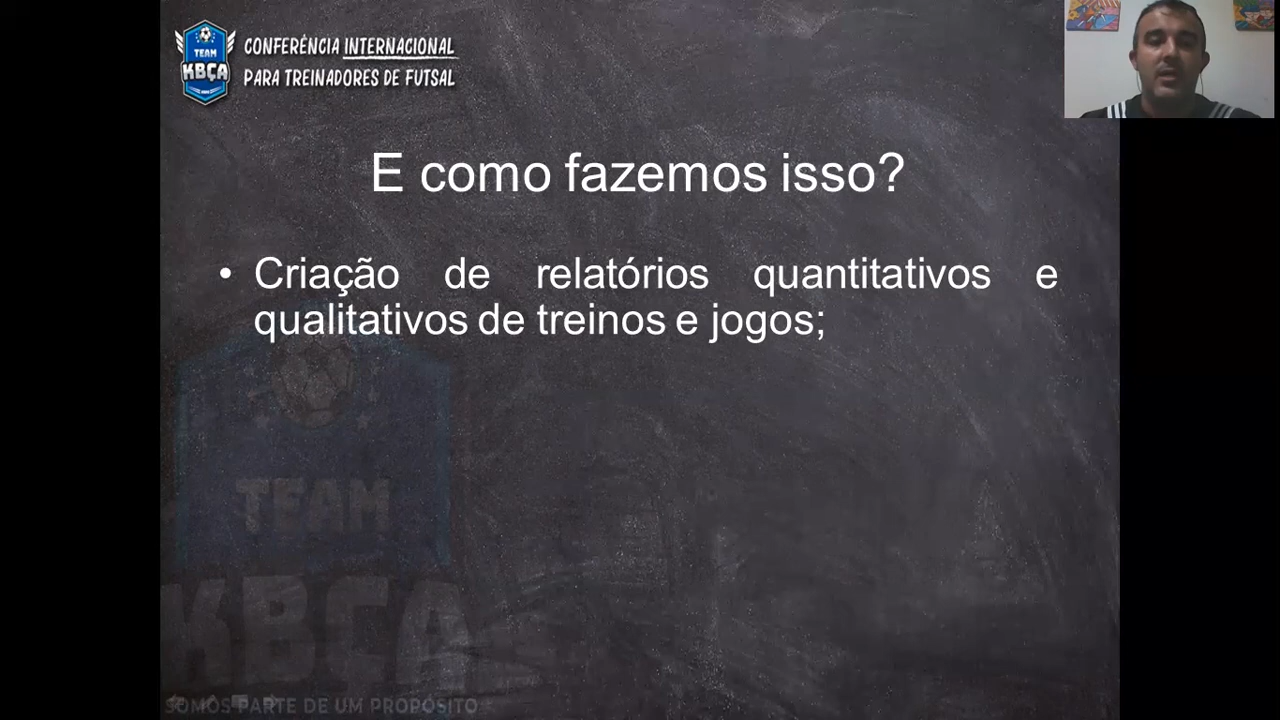 TEAM
KBÇA
CONFERÊNCIA INTERNACIONAL
PARA TREINADORES DE FUTSAL
E como fazemos isso?
• Criação de relatórios quantitativos e
qualitativos de treinos e jogos;
TEAM
KBÇA
SOMOS PARTE DE UM PROPÓSITO